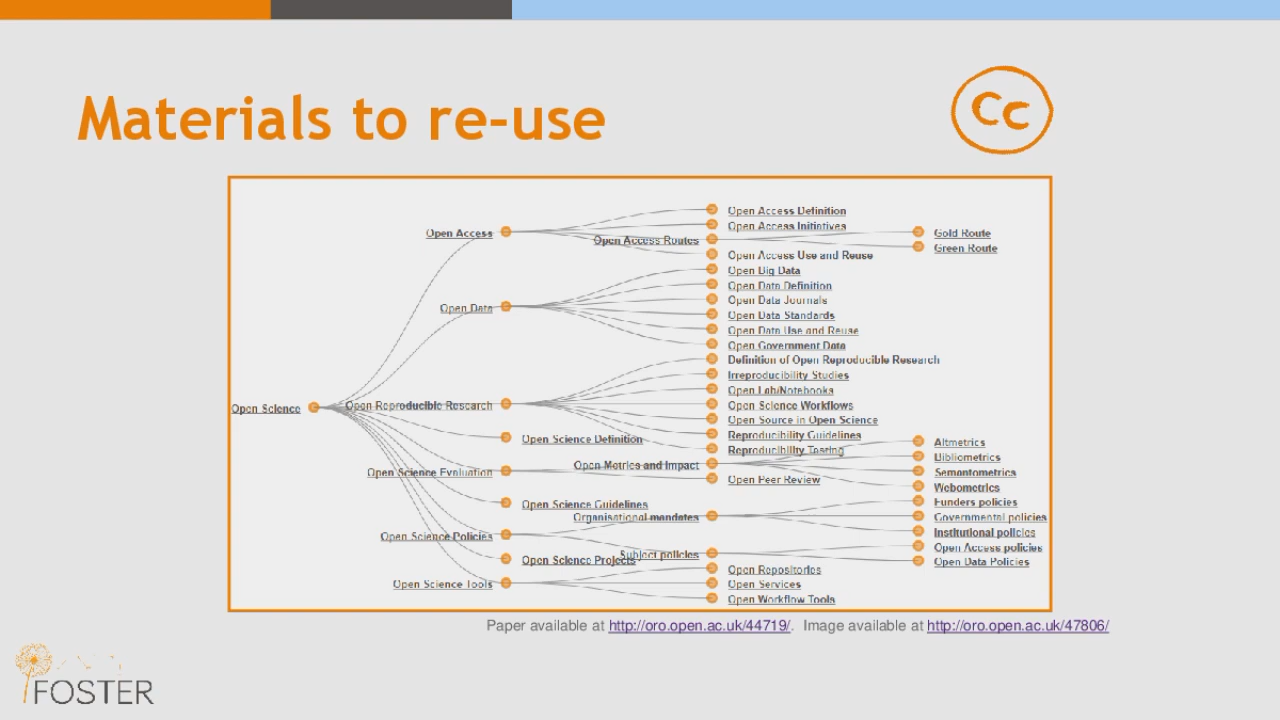 Materials to re-use
cc
Open Access Definition
Open Access Initiatives
Open Access
Open Access Routes
Gold Route
Green Route
Open Access Use and Reuse
Open Big Data
Open Data Definition
Open Data
Open Data Journals
Open Data Standards
Open Data Use and Reuse
Open Government Data
Definition of Open Reproducible Research
Irreproducibility Studies
Open Lab/Notebooks
Open Science
Open Reproducible Research
Open Science Workflows
Open Source in Open Science
Reproducibility Guidelines
Open Science Definition
Altmetrics
Reproducibility Testing
Bibliometrics
Open Science Evaluation
Open Metrics and Impact
Semantometrics
Open Peer Review
Webometrics
Open Science Guidelines
Funders policies
Organisational mandates
Governmental policies
Open Science Policies
Institutional policies
Open Access policies
Subject policies
Open Science Projects
Open Data Policies
Open Repositories
Open Science Tools
Open Services
Open Workflow Tools
Paper available at http://oro.open.ac.uk/44719/. Image available at http://oro.open.ac.uk/47806/
FOSTER